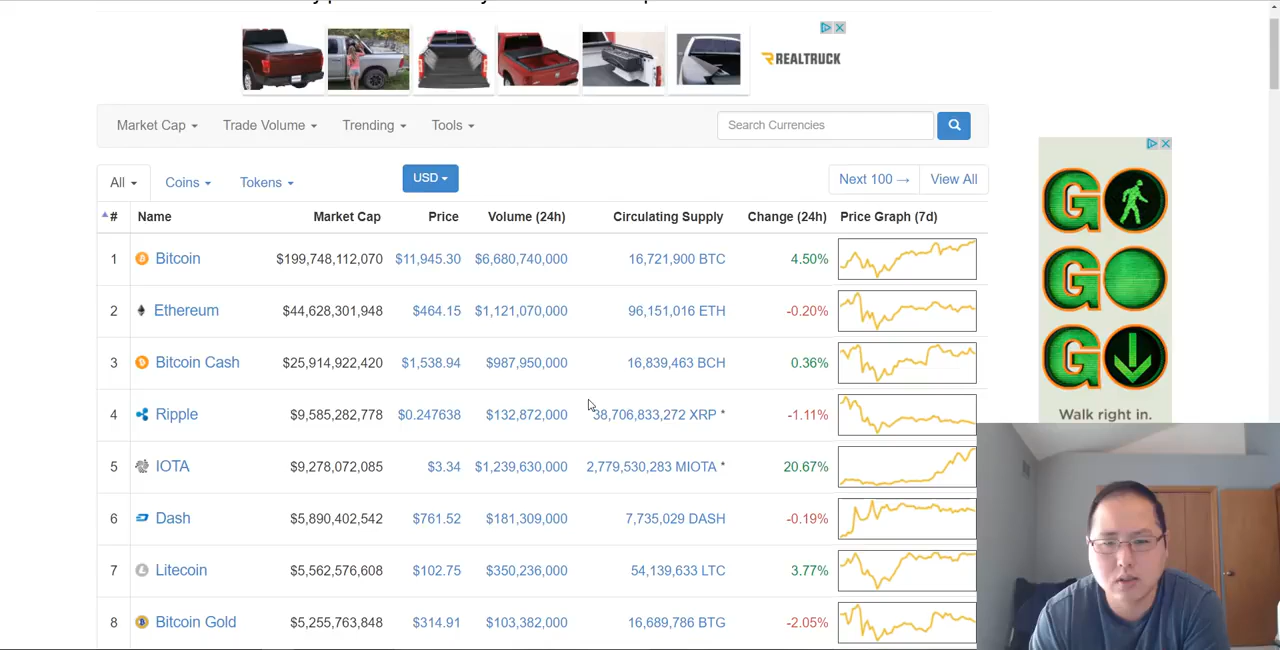 REALTRUCK
Market Cap Trade Volume Trending Tools Search Currencies
All Coins Tokens USD Next 100 → View All
# Name Market Cap Price Volume (24h) Circulating Supply Change (24h) Price Graph (7d)
1 Bitcoin $199,748,112,070 $11,945.30 $6,680,740,000 16,721,900 BTC 4.50%
2 Ethereum $44,628,301,948 $464.15 $1,121,070,000 96,151,016 ETH -0.20%
3 Bitcoin Cash $25,914,922,420 $1,538.94 $987,950,000 16,839,463 BCH 0.36%
4 Ripple $9,585,282,778 $0.247638 $132,872,000 38,706,833,272 XRP * -1.11%
5 IOTA $9,278,072,085 $3.34 $1,239,630,000 2,779,530,283 MIOTA * 20.67%
6 Dash $5,890,402,542 $761.52 $181,309,000 7,735,029 DASH -0.19%
7 Litecoin $5,562,576,608 $102.75 $350,236,000 54,139,633 LTC 3.77%
8 Bitcoin Gold $5,255,763,848 $314.91 $103,382,000 16,689,786 BTG -2.05%
GO
GO
GO
Walk right in.